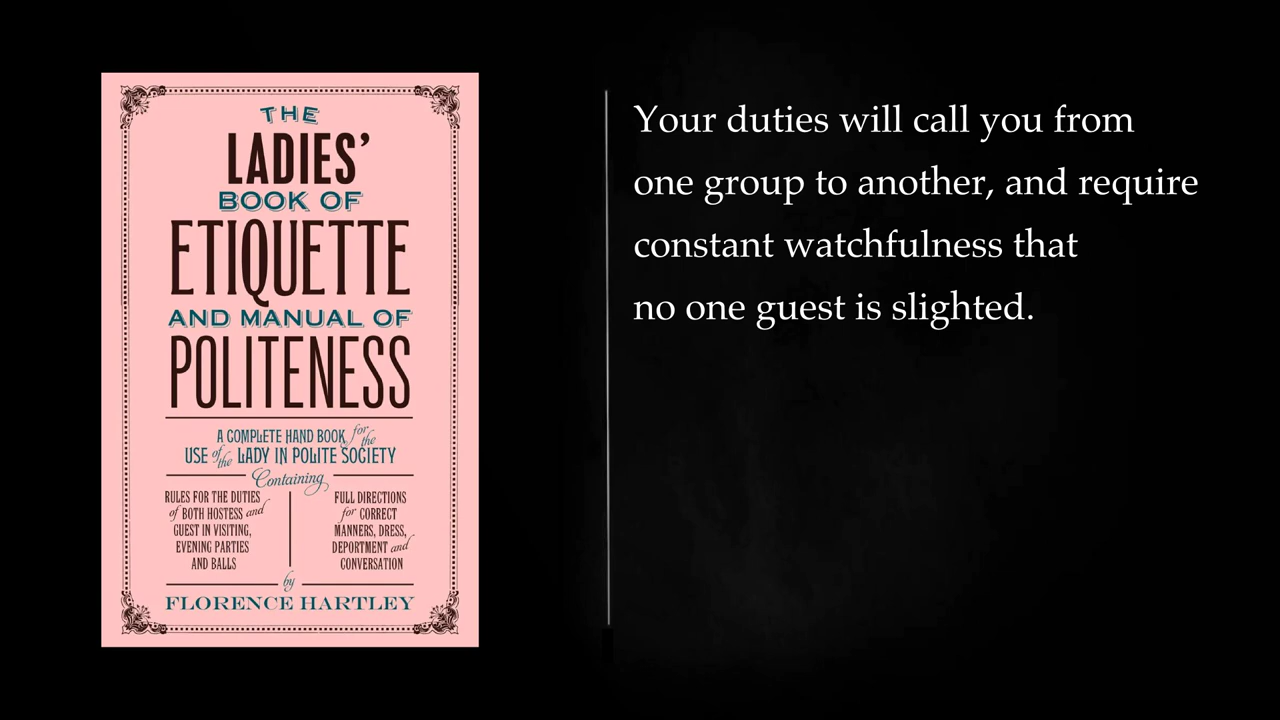 THE
LADIES'
BOOK OF
ETIQUETTE
AND MANUAL OF
POLITENESS
A COMPLETE HAND BOOK for the
USE of the LADY IN POLITE SOCIETY
Containing
RULES FOR THE DUTIES
of BOTH HOSTESS and
GUEST IN VISITING,
EVENING PARTIES
AND BALLS
FULL DIRECTIONS
for CORRECT
MANNERS, DRESS,
DEPORTMENT and
CONVERSATION
by
FLORENCE HARTLEY
Your duties will call you from
one group to another, and require
constant watchfulness that
no one guest is slighted.